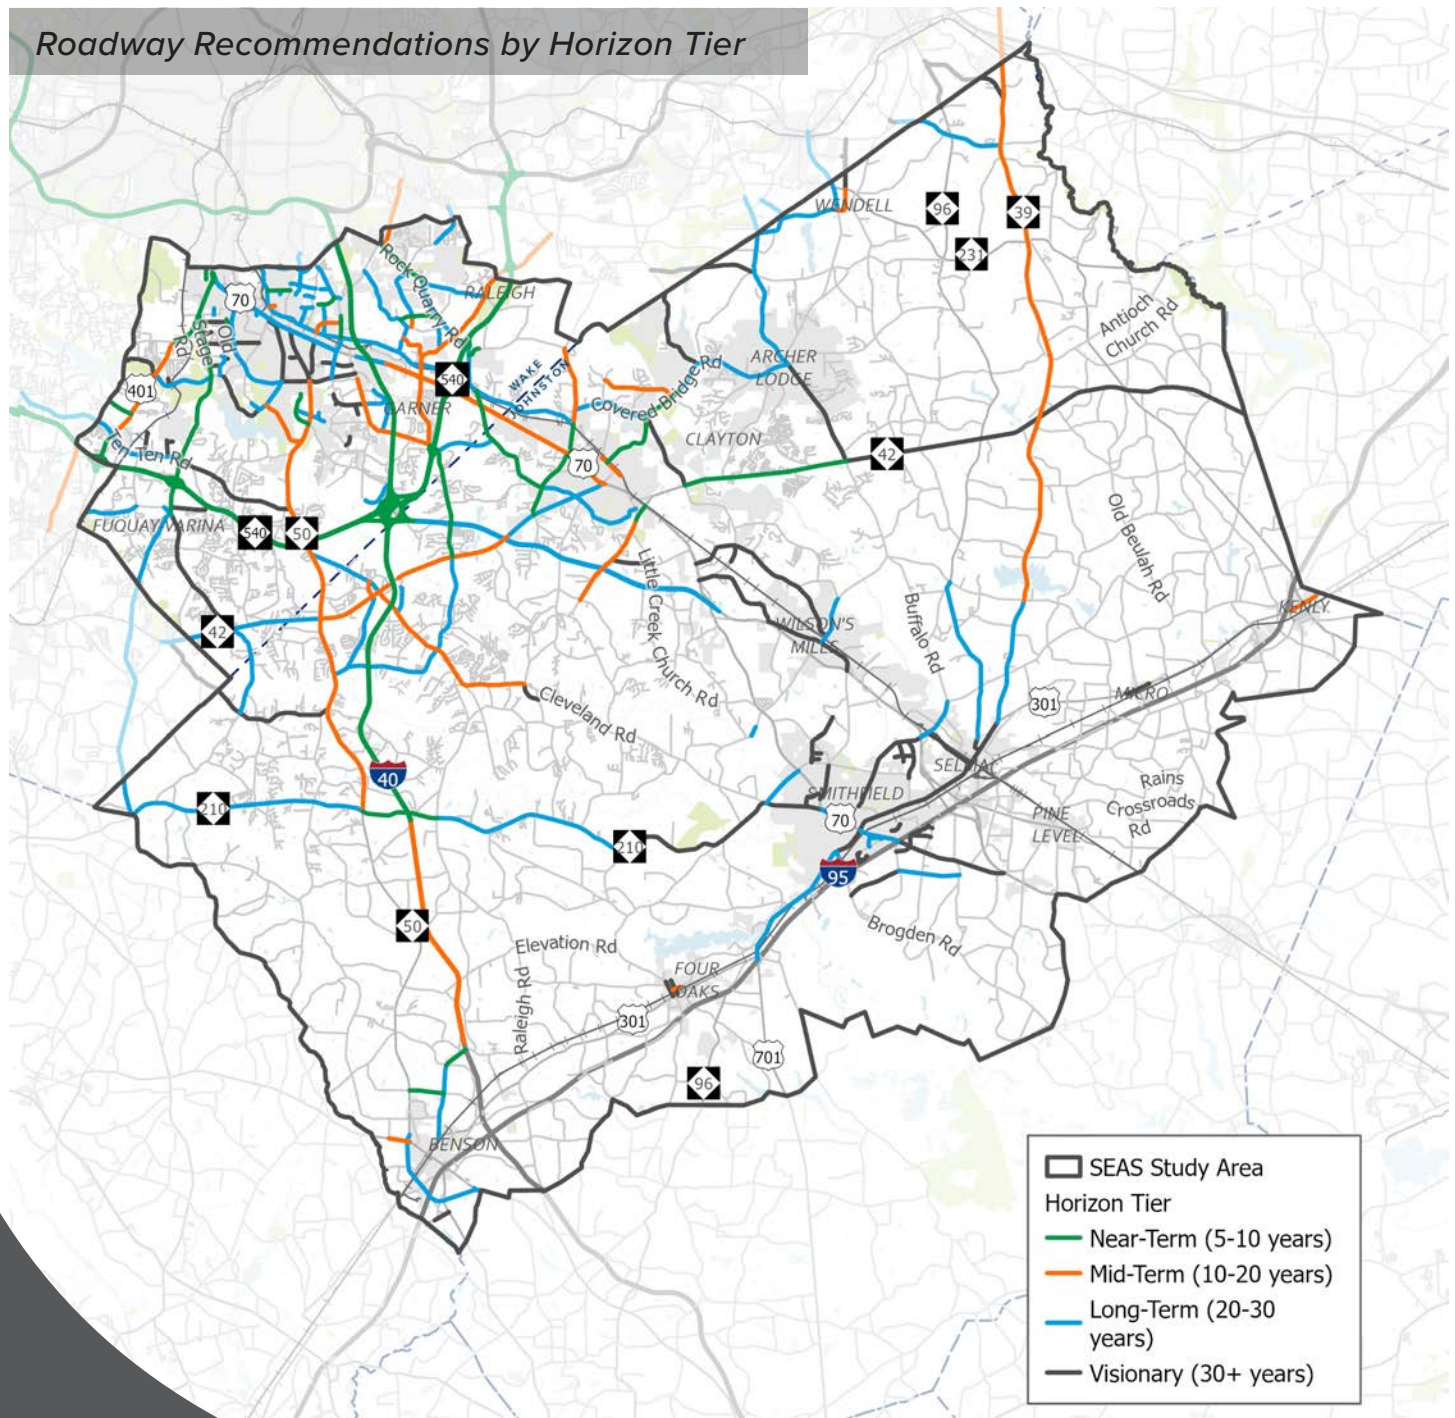 Roadway Recommendations by Horizon Tier
WENDELL
96
39
231
Rock Quarry Rd
RALEIGH
70
Antioch
Church Rd
Old
Stage
Rd
WAKE
JOHNSTON
ARCHER
LODGE
401
540
GARNER
Covered Bridge Rd
CLAYTON
Ten-Ten Rd
70
42
FUQUAY VARINA
540
50
Old Beulah Rd
Little Creek Church Rd
KENLY
42
WILSON'S
MILLS
Buffalo Rd
MICRO
301
Cleveland Rd
40
SELMA
210
SMITHFIELD
Rains
Crossroads
Rd
70
PINE
LEVEL
210
95
50
Brogden Rd
Elevation Rd
FOUR
OAKS
Raleigh Rd
301
701
96
BENSON
SEAS Study Area
Horizon Tier
Near-Term (5-10 years)
Mid-Term (10-20 years)
Long-Term (20-30
years)
Visionary (30+ years)